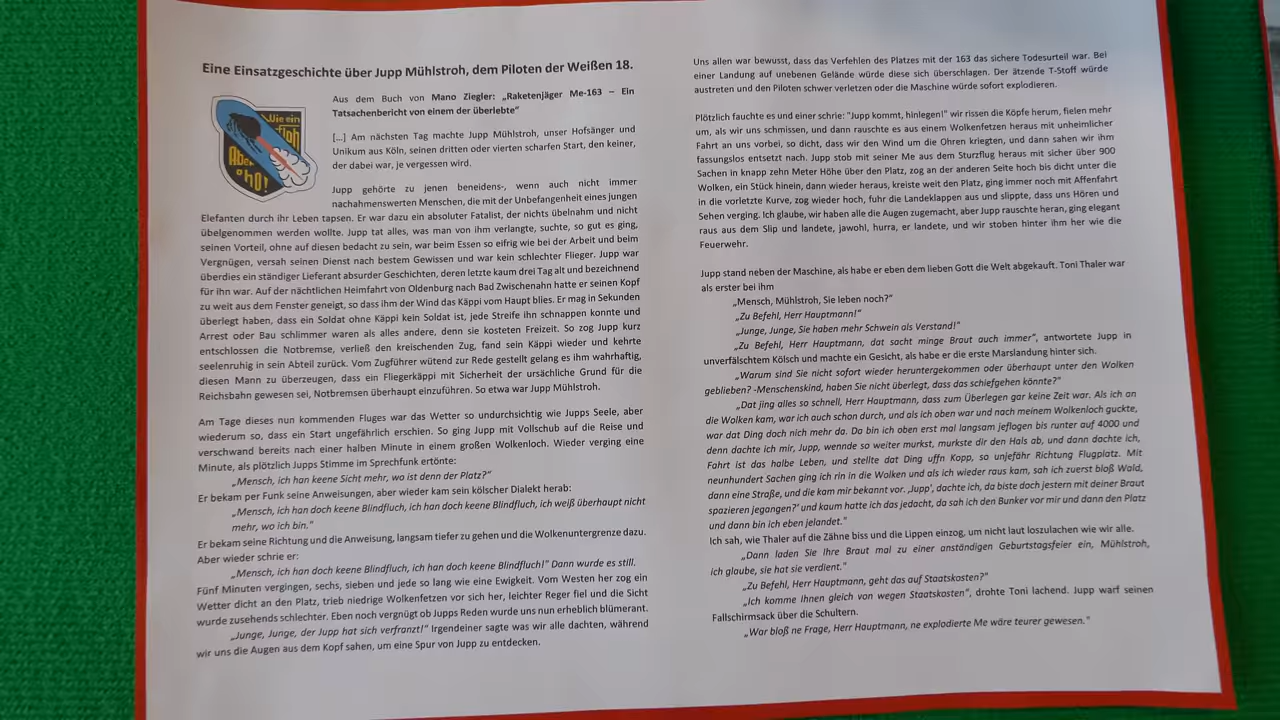 Eine Einsatzgeschichte über Jupp Mühlstroh, dem Piloten der Weißen 18.
Wie ein
floh
Aber
oho!
Aus dem Buch von Mano Ziegler: „Raketenjäger Me-163 – Ein
Tatsachenbericht von einem der überlebte“
[...] Am nächsten Tag machte Jupp Mühlstroh, unser Hofsänger und
Unikum aus Köln, seinen dritten oder vierten scharfen Start, den keiner,
der dabei war, je vergessen wird.
Jupp gehörte zu jenen beneidens-, wenn auch nicht immer
nachahmenswerten Menschen, die mit der Unbefangenheit eines jungen
Elefanten durch ihr Leben tapsen. Er war dazu ein absoluter Fatalist, der nichts übelnahm und nicht
übelgenommen werden wollte. Jupp tat alles, was man von ihm verlangte, suchte, so gut es ging,
seinen Vorteil, ohne auf diesen bedacht zu sein, war beim Essen so eifrig wie bei der Arbeit und beim
Vergnügen, versah seinen Dienst nach bestem Gewissen und war kein schlechter Flieger. Jupp war
überdies ein ständiger Lieferant absurder Geschichten, deren letzte kaum drei Tag alt und bezeichnend
für ihn war. Auf der nächtlichen Heimfahrt von Oldenburg nach Bad Zwischenahn hatte er seinen Kopf
zu weit aus dem Fenster geneigt, so dass ihm der Wind das Käppi vom Haupt blies. Er mag in Sekunden
überlegt haben, dass ein Soldat ohne Käppi kein Soldat ist, jede Streife ihn schnappen konnte und
Arrest oder Bau schlimmer waren als alles andere, denn sie kosteten Freizeit. So zog Jupp kurz
entschlossen die Notbremse, verließ den kreischenden Zug, fand sein Käppi wieder und kehrte
seelenruhig in sein Abteil zurück. Vom Zugführer wütend zur Rede gestellt gelang es ihm wahrhaftig,
diesen Mann zu überzeugen, dass ein Fliegerkäppi mit Sicherheit der ursächliche Grund für die
Reichsbahn gewesen sei, Notbremsen überhaupt einzuführen. So etwa war Jupp Mühlstroh.
Am Tage dieses nun kommenden Fluges war das Wetter so undurchsichtig wie Jupps Seele, aber
wiederum so, dass ein Start ungefährlich erschien. So ging Jupp mit Vollschub auf die Reise und
verschwand bereits nach einer halben Minute in einem großen Wolkenloch. Wieder verging eine
Minute, als plötzlich Jupps Stimme im Sprechfunk ertönte:
„Mensch, ich han keene Sicht mehr, wo ist denn der Platz?“
Er bekam per Funk seine Anweisungen, aber wieder kam sein kölscher Dialekt herab:
„Mensch, ich han doch keene Blindfluch, ich han doch keene Blindfluch, ich weiß überhaupt nicht
mehr, wo ich bin.“
Er bekam seine Richtung und die Anweisung, langsam tiefer zu gehen und die Wolkenuntergrenze dazu.
Aber wieder schrie er:
„Mensch, ich han doch keene Blindfluch, ich han doch keene Blindfluch!“ Dann wurde es still.
Fünf Minuten vergingen, sechs, sieben und jede so lang wie eine Ewigkeit. Vom Westen her zog ein
Wetter dicht an den Platz, trieb niedrige Wolkenfetzen vor sich her, leichter Reger fiel und die Sicht
wurde zusehends schlechter. Eben noch vergnügt ob Jupps Reden wurde uns nun erheblich blümerant.
„Junge, Junge, der Jupp hat sich verfranzt!“ Irgendeiner sagte was wir alle dachten, während
wir uns die Augen aus dem Kopf sahen, um eine Spur von Jupp zu entdecken.
Uns allen war bewusst, dass das Verfehlen des Platzes mit der 163 das sichere Todesurteil war. Bei
einer Landung auf unebenen Gelände würde diese sich überschlagen. Der ätzende T-Stoff würde
austreten und den Piloten schwer verletzen oder die Maschine würde sofort explodieren.
Plötzlich fauchte es und einer schrie: "Jupp kommt, hinlegen!" wir rissen die Köpfe herum, fielen mehr
um, als wir uns schmissen, und dann rauschte es aus einem Wolkenfetzen heraus mit unheimlicher
Fahrt an uns vorbei, so dicht, dass wir den Wind um die Ohren kriegten, und dann sahen wir ihm
fassungslos entsetzt nach. Jupp stob mit seiner Me aus dem Sturzflug heraus mit sicher über 900
Sachen in knapp zehn Meter Höhe über den Platz, zog an der anderen Seite hoch bis dicht unter die
Wolken, ein Stück hinein, dann wieder heraus, kreiste weit den Platz, ging immer noch mit Affenfahrt
in die vorletzte Kurve, zog wieder hoch, fuhr die Landeklappen aus und slippte, dass uns Hören und
Sehen verging. Ich glaube, wir haben alle die Augen zugemacht, aber Jupp rauschte heran, ging elegant
raus aus dem Slip und landete, jawohl, hurra, er landete, und wir stoben hinter ihm her wie die
Feuerwehr.
Jupp stand neben der Maschine, als habe er eben dem lieben Gott die Welt abgekauft. Toni Thaler war
als erster bei ihm
„Mensch, Mühlstroh, Sie leben noch?“
„Zu Befehl, Herr Hauptmann!“
„Junge, Junge, Sie haben mehr Schwein als Verstand!“
„Zu Befehl, Herr Hauptmann, dat sacht minge Braut auch immer“, antwortete Jupp in
unverfälschtem Kölsch und machte ein Gesicht, als habe er die erste Marslandung hinter sich.
„Warum sind Sie nicht sofort wieder heruntergekommen oder überhaupt unter den Wolken
geblieben? -Menschenskind, haben Sie nicht überlegt, dass das schiefgehen könnte?“
„Dat jing alles so schnell, Herr Hauptmann, dass zum Überlegen gar keine Zeit war. Als ich an
die Wolken kam, war ich auch schon durch, und als ich oben war und nach meinem Wolkenloch guckte,
war dat Ding doch nich mehr da. Da bin ich oben erst mal langsam jeflogen bis runter auf 4000 und
denn dachte ich mir, Jupp, wennde so weiter murkst, murkste dir den Hals ab, und dann dachte ich,
Fahrt ist das halbe Leben, und stellte dat Ding uffn Kopp, so unjefähr Richtung Flugplatz. Mit
neunhundert Sachen ging ich rin in die Wolken und als ich wieder raus kam, sah ich zuerst bloß Wald,
dann eine Straße, und die kam mir bekannt vor. ‚Jupp‘, dachte ich, da biste doch jestern mit deiner Braut
spazieren jegangen?‘ und kaum hatte ich das jedacht, da sah ich den Bunker vor mir und dann den Platz
und dann bin ich eben jelandet.“
Ich sah, wie Thaler auf die Zähne biss und die Lippen einzog, um nicht laut loszulachen wie wir alle.
„Dann laden Sie Ihre Braut mal zu einer anständigen Geburtstagsfeier ein, Mühlstroh,
ich glaube, sie hat sie verdient.“
„Zu Befehl, Herr Hauptmann, geht das auf Staatskosten?“
„Ich komme Ihnen gleich von wegen Staatskosten“, drohte Toni lachend. Jupp warf seinen
Fallschirmsack über die Schultern.
„War bloß ne Frage, Herr Hauptmann, ne explodierte Me wäre teurer gewesen.“